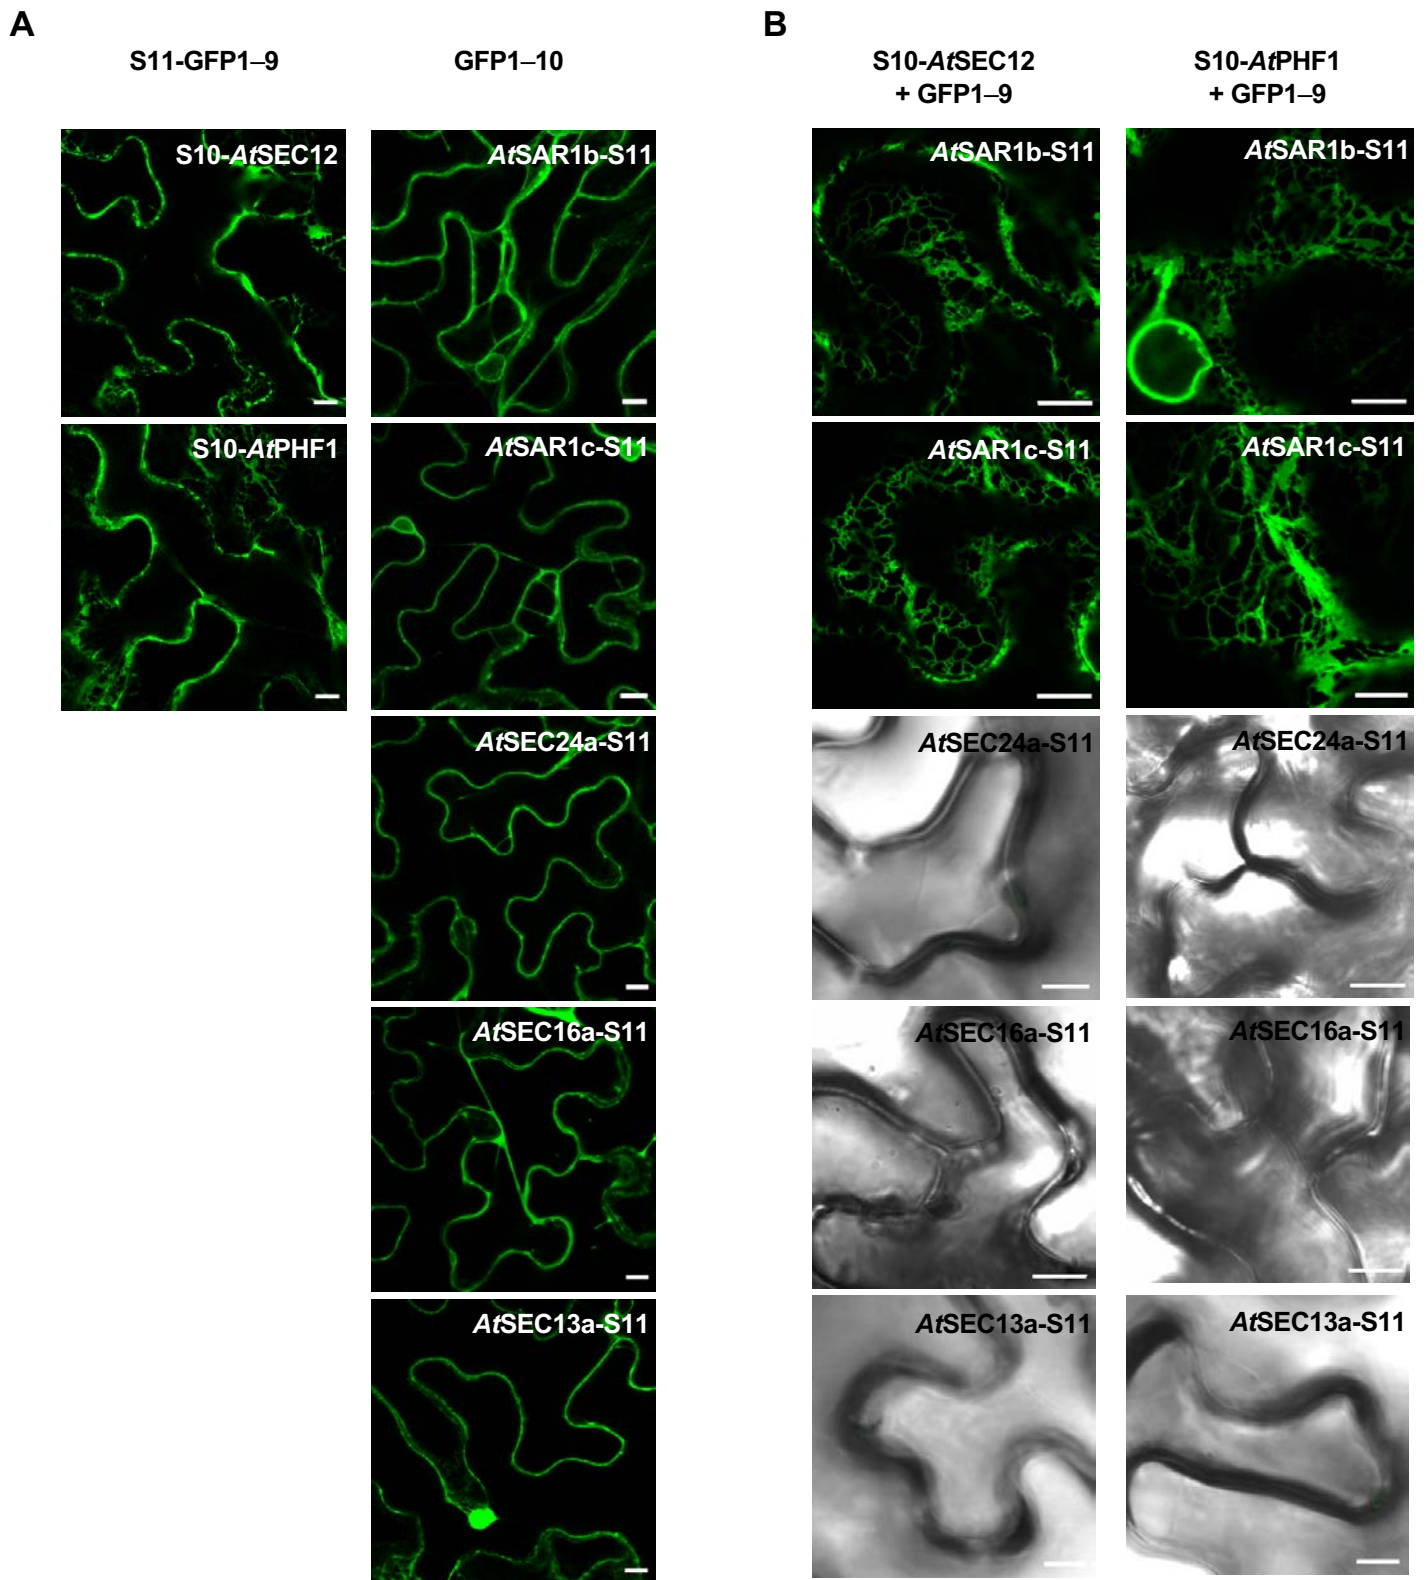 A
B
S11-GFP1–9
GFP1–10
S10-AtSEC12
+ GFP1–9
S10-AtPHF1
+ GFP1–9
S10-AtSEC12
AtSAR1b-S11
AtSAR1b-S11
AtSAR1b-S11
S10-AtPHF1
AtSAR1c-S11
AtSAR1c-S11
AtSAR1c-S11
AtSEC24a-S11
AtSEC24a-S11
AtSEC24a-S11
AtSEC16a-S11
AtSEC16a-S11
AtSEC16a-S11
AtSEC13a-S11
AtSEC13a-S11
AtSEC13a-S11